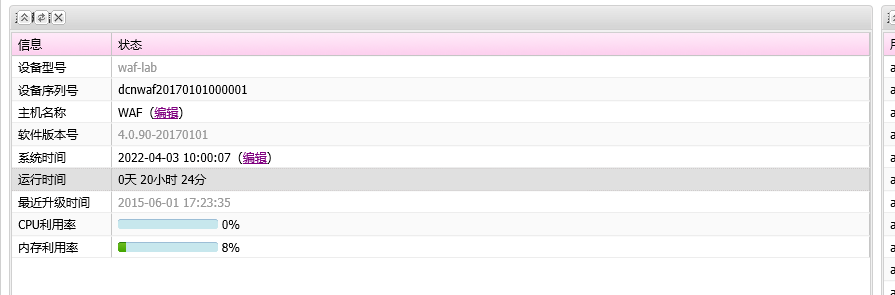 信息 状态
设备型号 waf-lab
设备序列号 dcnwaf20170101000001
主机名称 WAF（编辑）
软件版本号 4.0.90-20170101
系统时间 2022-04-03 10:00:07（编辑）
运行时间 0天 20小时 24分
最近升级时间 2015-06-01 17:23:35
CPU利用率 0%
内存利用率 8%